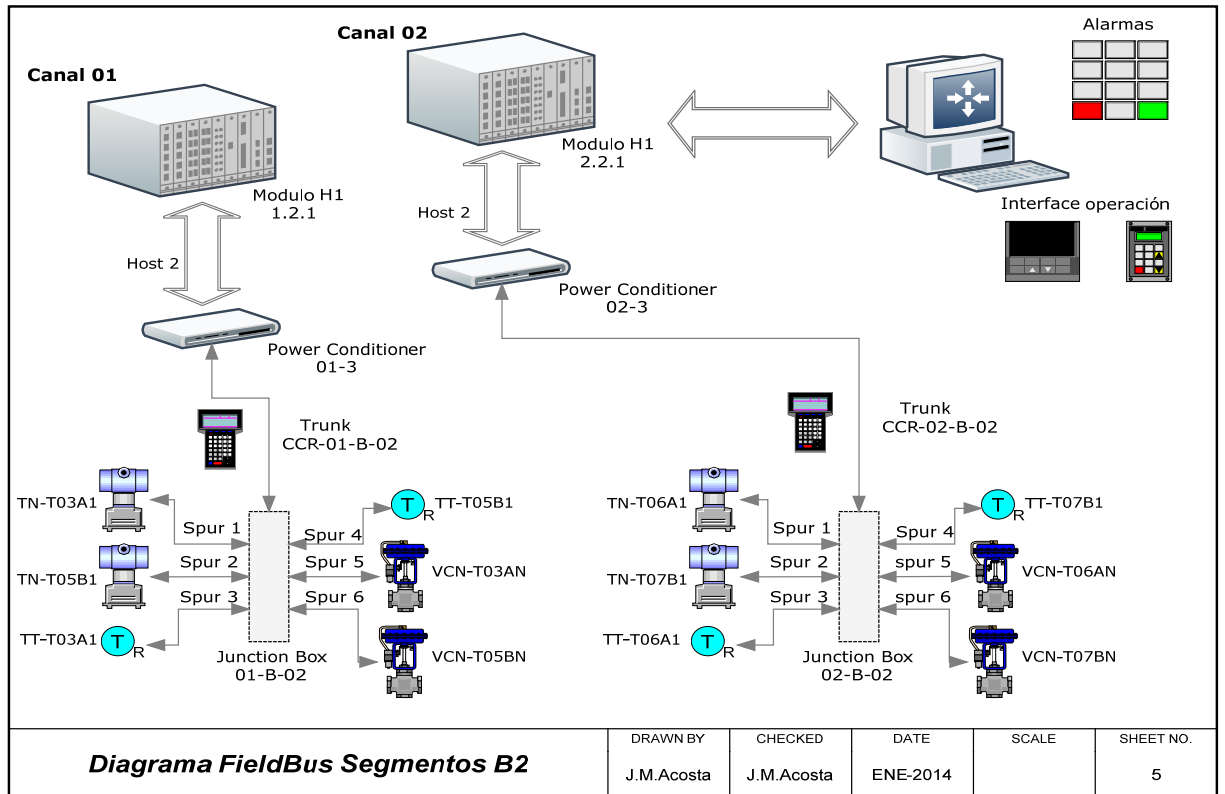 Canal 01
Modulo H1
1.2.1
Host 2
Power Conditioner
01-3
Trunk
CCR-01-B-02
TN-T03A1
TN-T05B1
TT-T03A1
T
R
Spur 1
Spur 2
Spur 3
Spur 4
Spur 5
Spur 6
T
R
TT-T05B1
VCN-T03AN
VCN-T05BN
Junction Box
01-B-02
Canal 02
Modulo H1
2.2.1
Host 2
Power Conditioner
02-3
Alarmas
Interface operación
Trunk
CCR-02-B-02
TN-T06A1
TN-T07B1
TT-T06A1
T
R
Spur 1
Spur 2
Spur 3
Spur 4
spur 5
spur 6
T
R
TT-T07B1
VCN-T06AN
VCN-T07BN
Junction Box
02-B-02
Diagrama FieldBus Segmentos B2
DRAWN BY
J.M.Acosta
CHECKED
J.M.Acosta
DATE
ENE-2014
SCALE
SHEET NO.
5